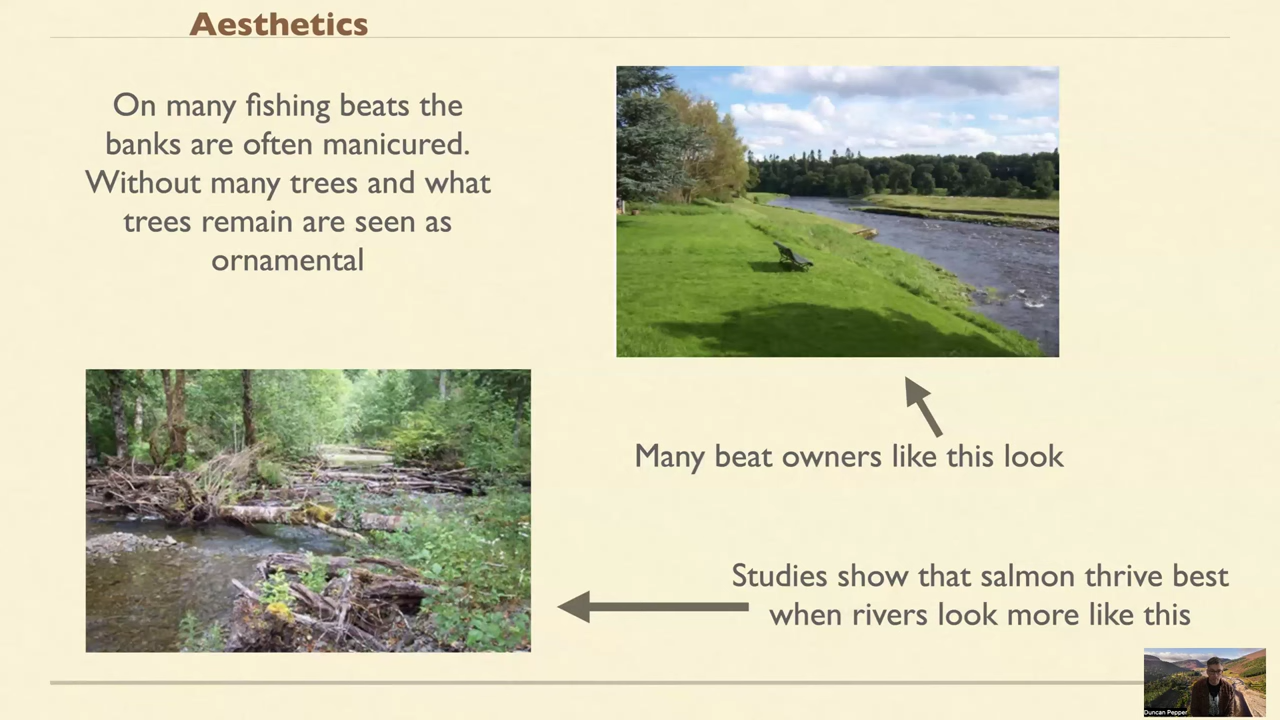 Aesthetics
On many fishing beats the
banks are often manicured.
Without many trees and what
trees remain are seen as
ornamental
Many beat owners like this look
Studies show that salmon thrive best
when rivers look more like this
Duncan Pepper